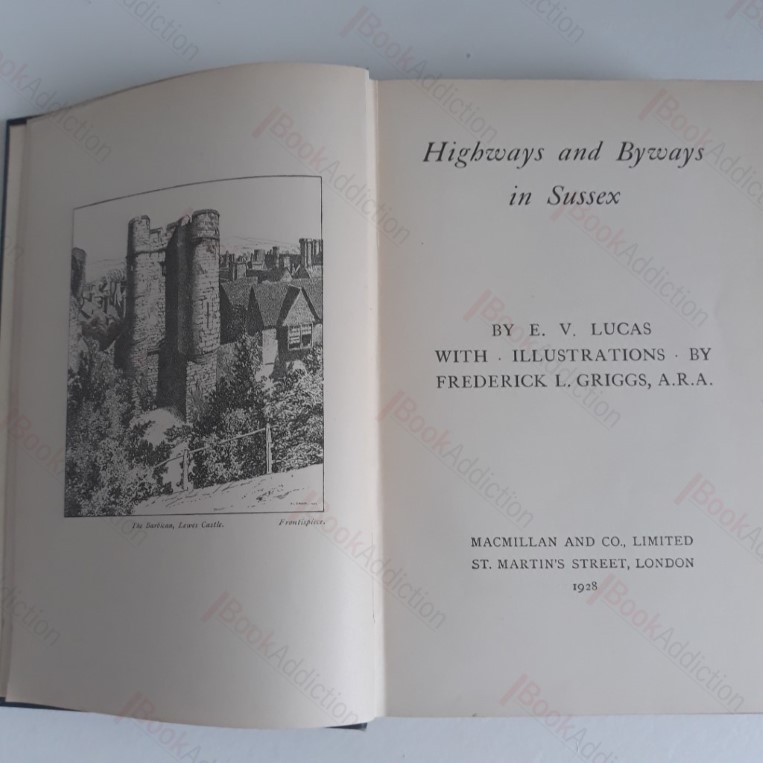 The Barbican, Lewes Castle. Frontispiece.
Highways and Byways
in Sussex
BY E. V. LUCAS
WITH · ILLUSTRATIONS · BY
FREDERICK L. GRIGGS, A.R.A.
MACMILLAN AND CO., LIMITED
ST. MARTIN'S STREET, LONDON
1928
BookAddiction